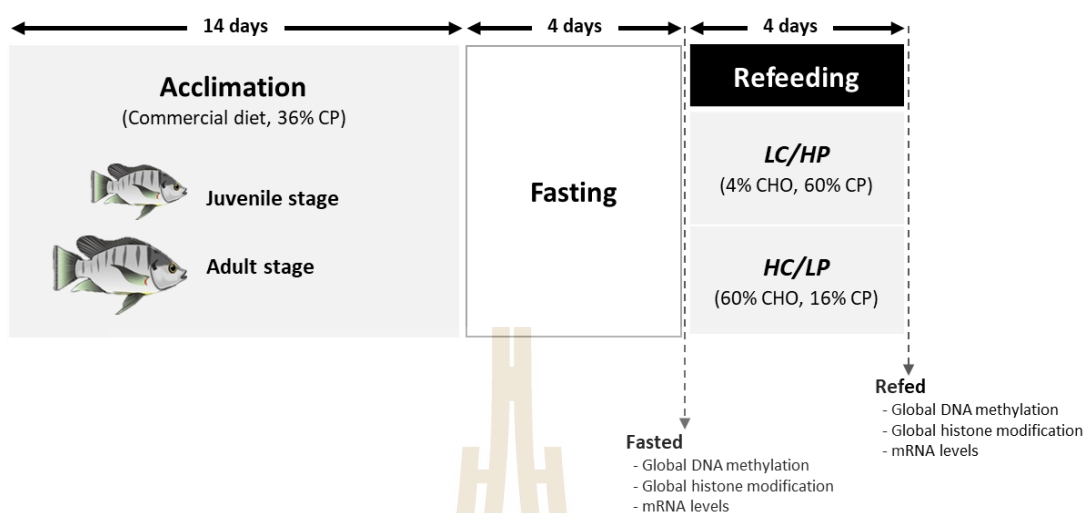 14 days
4 days
4 days
Acclimation
(Commercial diet, 36% CP)
Juvenile stage
Adult stage
Fasting
Refeeding
LC/HP
(4% CHO, 60% CP)
HC/LP
(60% CHO, 16% CP)
Fasted
- Global DNA methylation
- Global histone modification
- mRNA levels
Refed
- Global DNA methylation
- Global histone modification
- mRNA levels